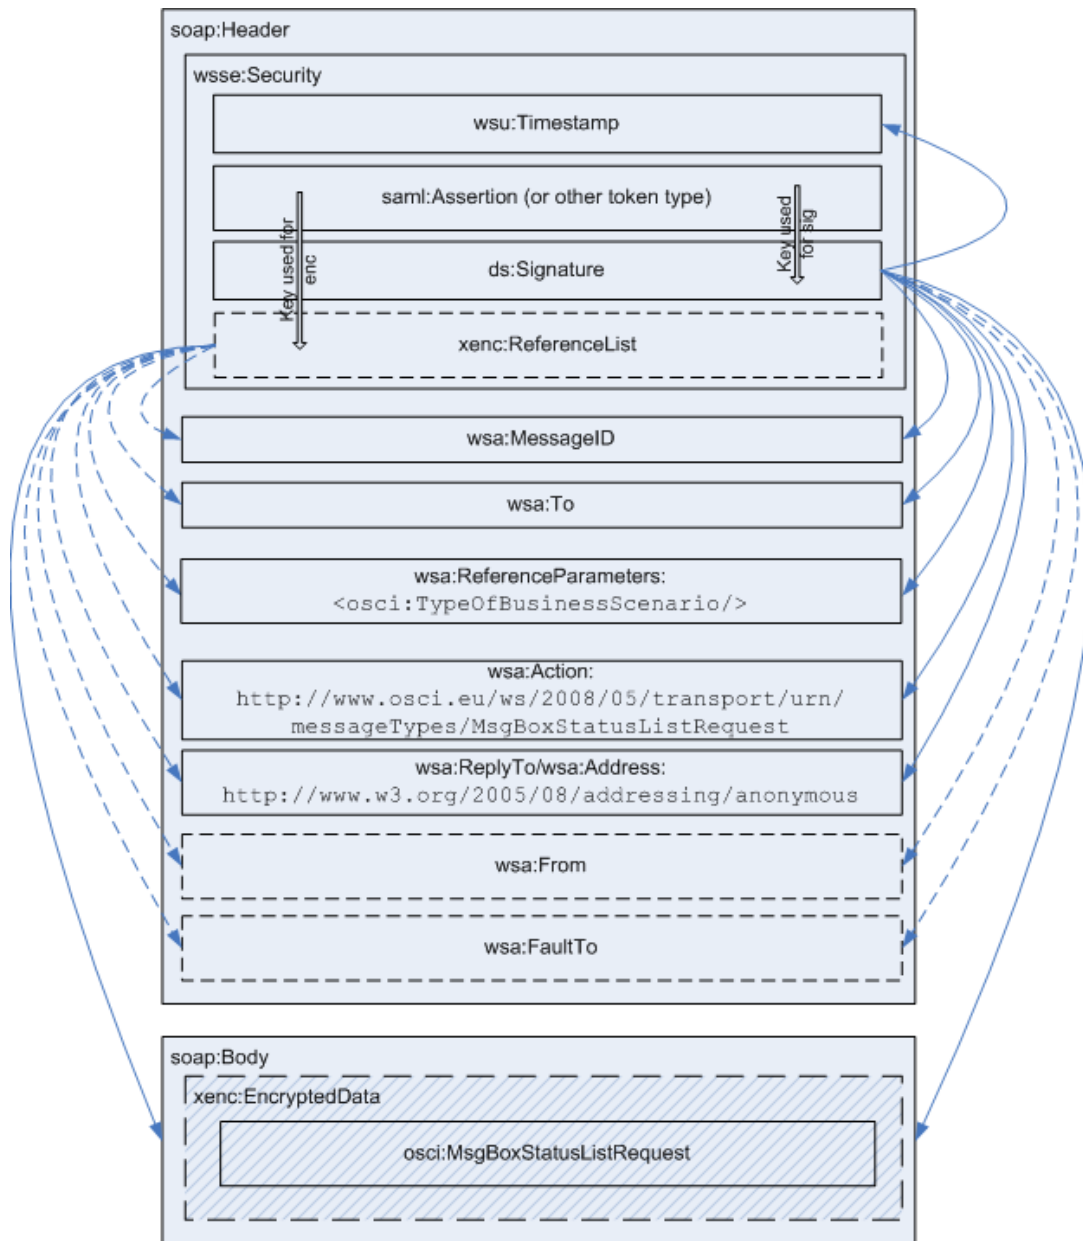 soap:Header
wsse:Security
wsu:Timestamp
saml:Assertion (or other token type)
Key used for
enc
Key used
for sig
ds:Signature
xenc:ReferenceList
wsa:MessageID
wsa:To
wsa:ReferenceParameters:
<osci:TypeOfBusinessScenario/>
wsa:Action:
http://www.osci.eu/ws/2008/05/transport/urn/
messageTypes/MsgBoxStatusListRequest
wsa:ReplyTo/wsa:Address:
http://www.w3.org/2005/08/addressing/anonymous
wsa:From
wsa:FaultTo
soap:Body
xenc:EncryptedData
osci:MsgBoxStatusListRequest